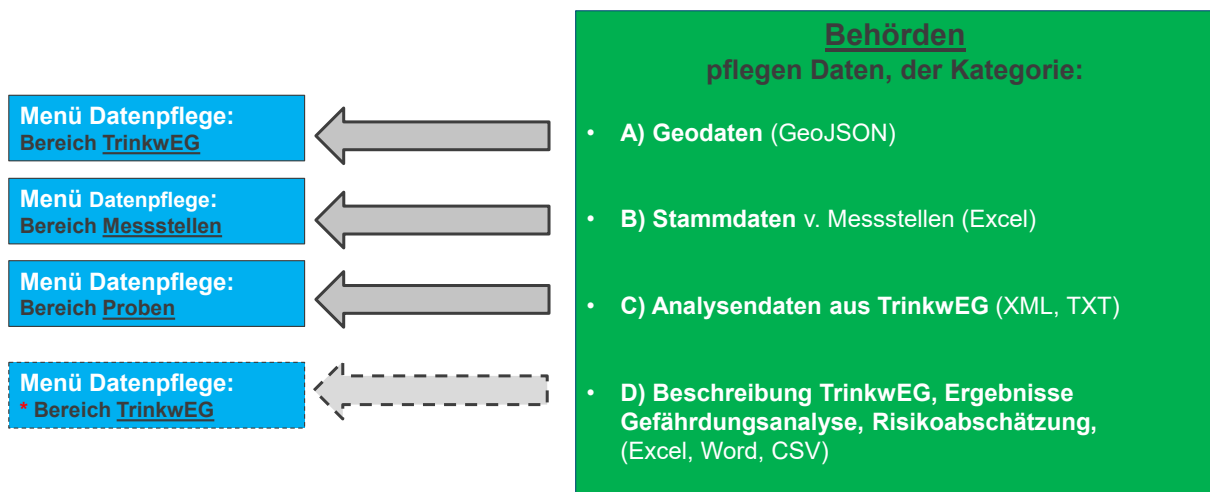 Behörden
pflegen Daten, der Kategorie:
Menü Datenpflege:
Bereich TrinkwEG
• A) Geodaten (GeoJSON)
Menü Datenpflege:
Bereich Messstellen
• B) Stammdaten v. Messstellen (Excel)
Menü Datenpflege:
Bereich Proben
• C) Analysendaten aus TrinkwEG (XML, TXT)
Menü Datenpflege:
* Bereich TrinkwEG
• D) Beschreibung TrinkwEG, Ergebnisse
Gefährdungsanalyse, Risikoabschätzung,
(Excel, Word, CSV)